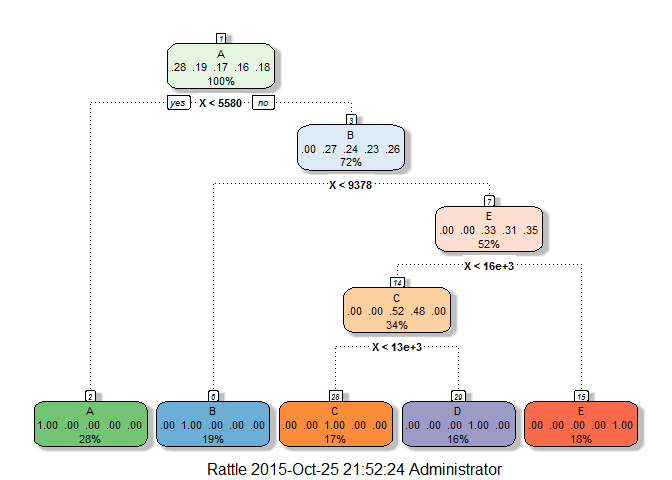 1
A
.28 .19 .17 .16 .18
100%
yes X < 5580 no
3
B
.00 .27 .24 .23 .26
72%
X < 9378
7
E
.00 .00 .33 .31 .35
52%
X < 16e+3
14
C
.00 .00 .52 .48 .00
34%
X < 13e+3
2
A
1.00 .00 .00 .00 .00
28%
6
B
.00 1.00 .00 .00 .00
19%
28
C
.00 .00 1.00 .00 .00
17%
29
D
.00 .00 .00 1.00 .00
16%
15
E
.00 .00 .00 .00 1.00
18%
Rattle 2015-Oct-25 21:52:24 Administrator